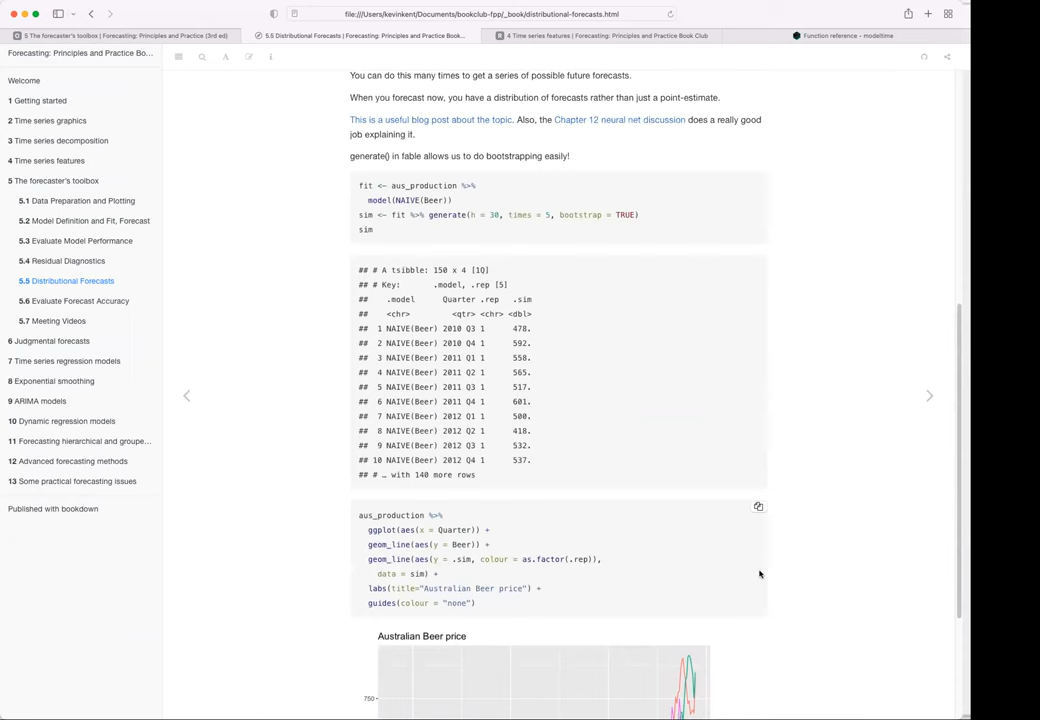 file:///Users/kevinkent/Documents/bookclub-fpp/_book/distributional-forecasts.html
5 The forecaster's toolbox | Forecasting: Principles and Practice (3rd ed)
5.5 Distributional Forecasts | Forecasting: Principles and Practice Book...
4 Time series features | Forecasting: Principles and Practice Book Club
Function reference - modeltime
Forecasting: Principles and Practice Bo...
Welcome
1 Getting started
2 Time series graphics
3 Time series decomposition
4 Time series features
5 The forecaster's toolbox
5.1 Data Preparation and Plotting
5.2 Model Definition and Fit, Forecast
5.3 Evaluate Model Performance
5.4 Residual Diagnostics
5.5 Distributional Forecasts
5.6 Evaluate Forecast Accuracy
5.7 Meeting Videos
6 Judgmental forecasts
7 Time series regression models
8 Exponential smoothing
9 ARIMA models
10 Dynamic regression models
11 Forecasting hierarchical and groupe...
12 Advanced forecasting methods
13 Some practical forecasting issues
Published with bookdown
You can do this many times to get a series of possible future forecasts.
When you forecast now, you have a distribution of forecasts rather than just a point-estimate.
This is a useful blog post about the topic. Also, the Chapter 12 neural net discussion does a really good
job explaining it.
generate() in fable allows us to do bootstrapping easily!
fit <- aus_production %>%
model(NAIVE(Beer))
sim <- fit %>% generate(h = 30, times = 5, bootstrap = TRUE)
sim
## # A tsibble: 150 x 4 [1Q]
## # Key: .model, .rep [5]
## .model Quarter .rep .sim
## <chr> <qtr> <chr> <dbl>
## 1 NAIVE(Beer) 2010 Q3 1 478.
## 2 NAIVE(Beer) 2010 Q4 1 592.
## 3 NAIVE(Beer) 2011 Q1 1 558.
## 4 NAIVE(Beer) 2011 Q2 1 565.
## 5 NAIVE(Beer) 2011 Q3 1 517.
## 6 NAIVE(Beer) 2011 Q4 1 601.
## 7 NAIVE(Beer) 2012 Q1 1 500.
## 8 NAIVE(Beer) 2012 Q2 1 418.
## 9 NAIVE(Beer) 2012 Q3 1 532.
## 10 NAIVE(Beer) 2012 Q4 1 537.
## # … with 140 more rows
aus_production %>%
ggplot(aes(x = Quarter)) +
geom_line(aes(y = Beer)) +
geom_line(aes(y = .sim, colour = as.factor(.rep)),
data = sim) +
labs(title="Australian Beer price") +
guides(colour = "none")
Australian Beer price
750